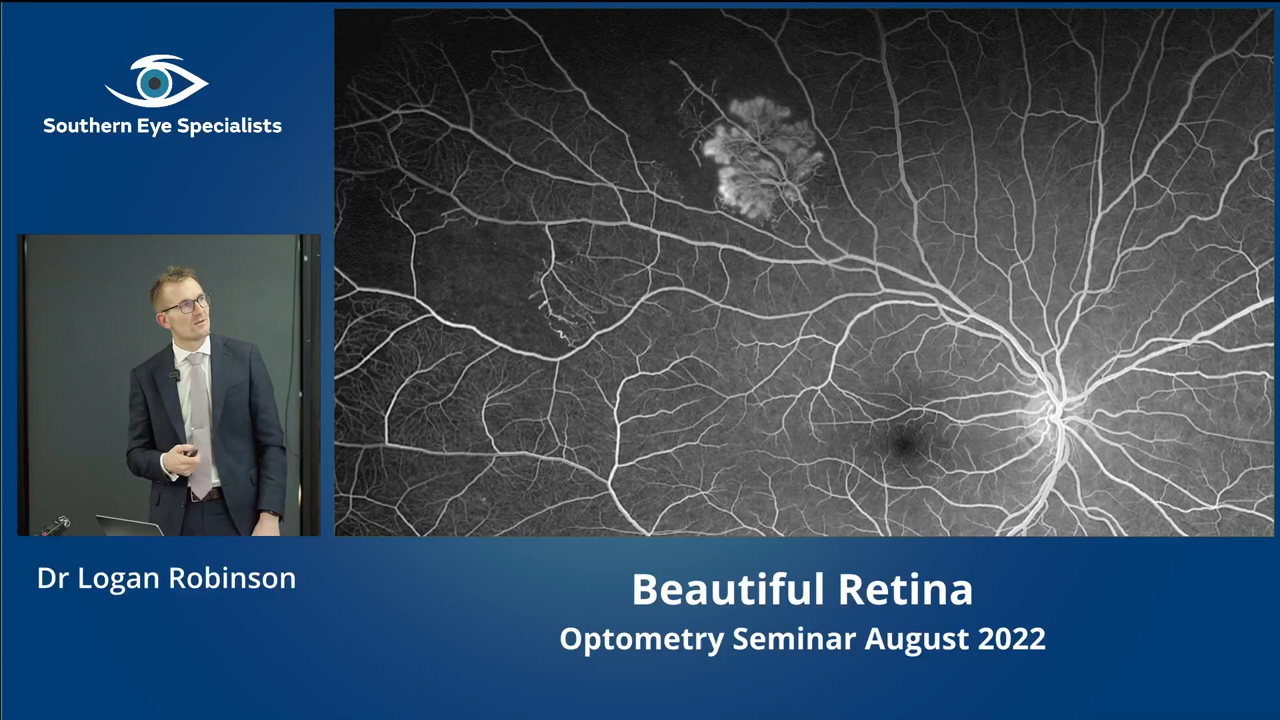 Southern Eye Specialists
Dr Logan Robinson
Beautiful Retina
Optometry Seminar August 2022